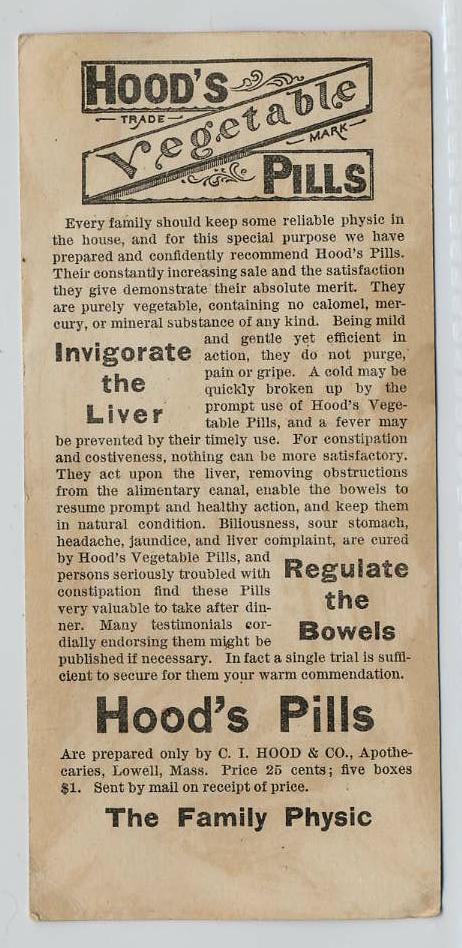 HOOD'S
TRADE
Vegetable
MARK
PILLS
Every family should keep some reliable physic in
the house, and for this special purpose we have
prepared and confidently recommend Hood's Pills.
Their constantly increasing sale and the satisfaction
they give demonstrate their absolute merit. They
are purely vegetable, containing no calomel, mer-
cury, or mineral substance of any kind. Being mild
and gentle yet efficient in
action, they do not purge,
pain or gripe. A cold may be
quickly broken up by the
prompt use of Hood's Vege-
table Pills, and a fever may
Invigorate
the
Liver
be prevented by their timely use. For constipation
and costiveness, nothing can be more satisfactory.
They act upon the liver, removing obstructions
from the alimentary canal, enable the bowels to
resume prompt and healthy action, and keep them
in natural condition. Biliousness, sour stomach,
headache, jaundice, and liver complaint, are cured
by Hood's Vegetable Pills, and
persons seriously troubled with
constipation find these Pills
very valuable to take after din-
ner. Many testimonials cor-
dially endorsing them might be
Regulate
the
Bowels
published if necessary. In fact a single trial is suffi-
cient to secure for them your warm commendation.
Hood's Pills
Are prepared only by C. I. HOOD & CO., Apothe-
caries, Lowell, Mass. Price 25 cents; five boxes
$1. Sent by mail on receipt of price.
The Family Physic